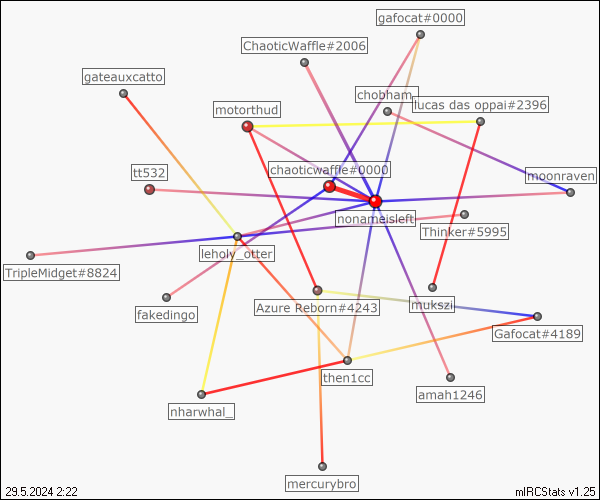 gafocat#0000
ChaoticWaffle#2006
gateauxcatto
chobham_
lucas das oppai#2396
motorthud
chaoticwaffle#0000
tt532
moonraven
nonameisleft
Thinker#5995
leholy_otter
TripleMidget#8824
fakedingo
Azure Reborn#4243
mukszi
Gafocat#4189
then1cc
amah1246
nharwhal_
mercurybro
29.5.2024 2:22
mIRCStats v1.25